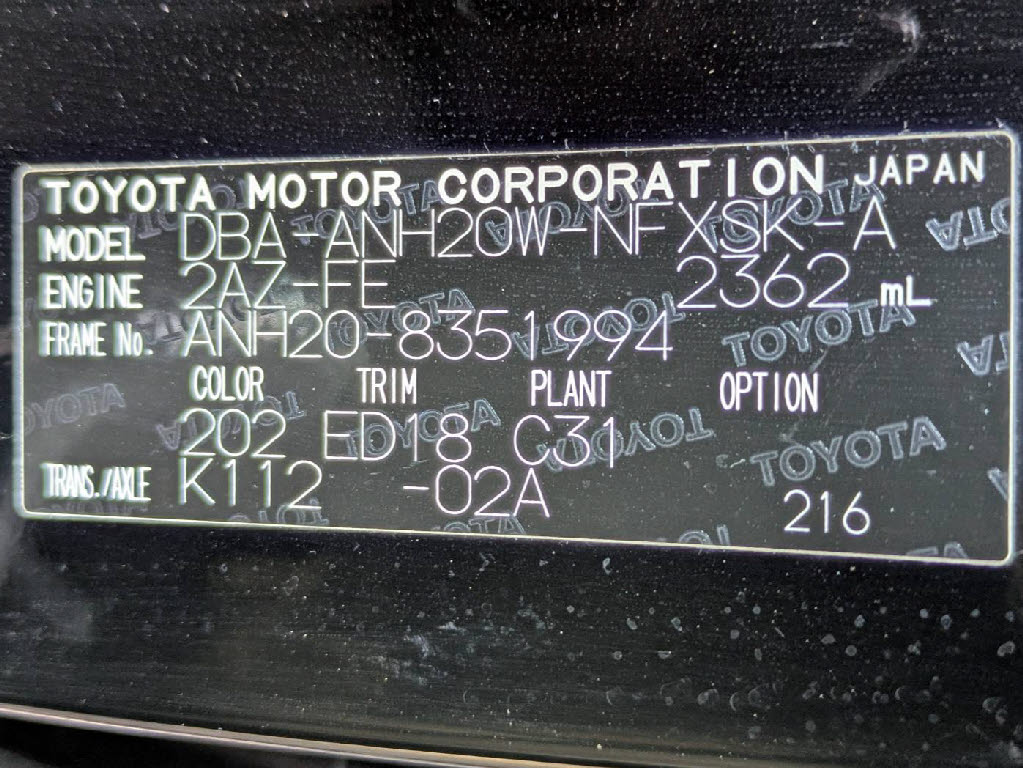 TOYOTA MOTOR CORPORATION JAPAN
MODEL DBA-ANH20W-NFXSK-A
ENGINE 2AZ-FE 2362 mL
FRAME No. ANH20-8351994
COLOR TRIM PLANT OPTION
202 ED18 C31
TRANS./AXLE K112 -02A 216